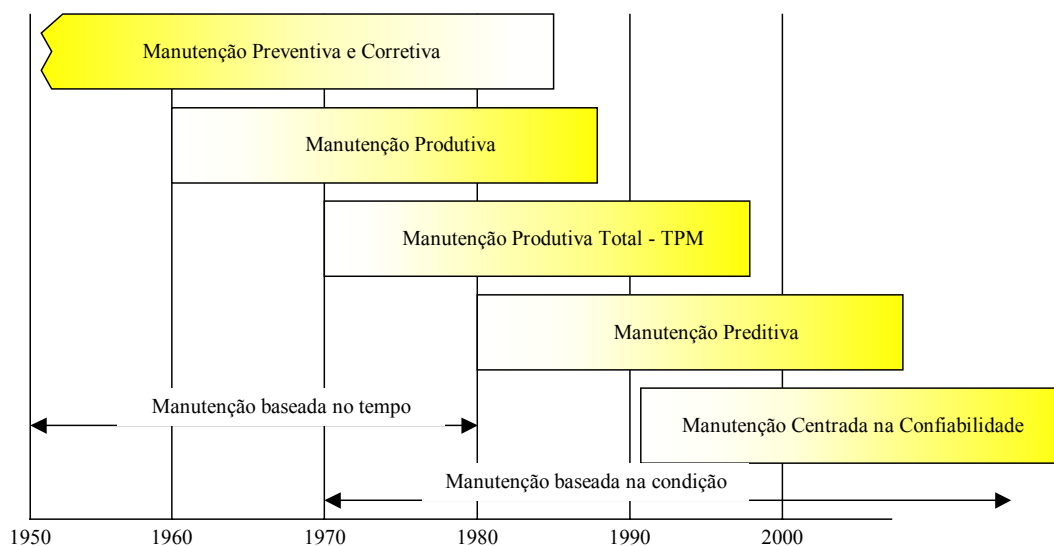 Manutenção Preventiva e Corretiva
Manutenção Produtiva
Manutenção Produtiva Total - TPM
Manutenção Preditiva
Manutenção baseada no tempo
Manutenção Centrada na Confiabilidade
Manutenção baseada na condição
1950 1960 1970 1980 1990 2000